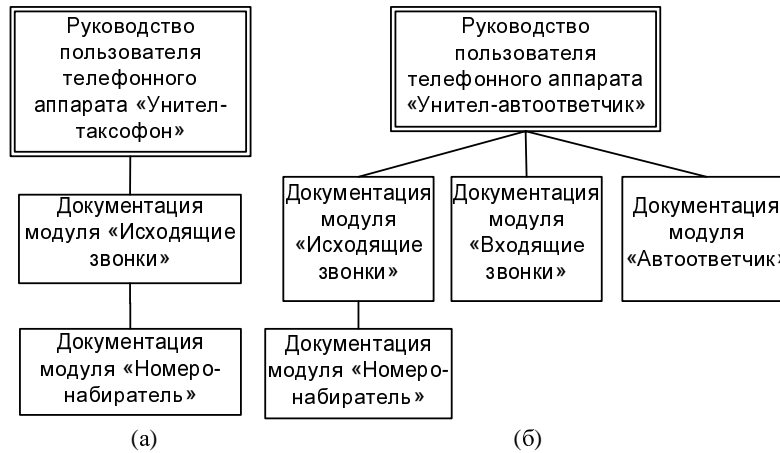 Руководство
пользователя
телефонного
аппарата «Унител-
таксофон»
Документация
модуля «Исходящие
звонки»
Документация
модуля «Номеро-
набиратель»
(а)
Руководство
пользователя
телефонного аппарата
«Унител-автоответчик»
Документация
модуля
«Исходящие
звонки»
Документация
модуля
«Входящие
звонки»
Документация
модуля
«Автоответчик»
Документация
модуля «Номеро-
набиратель»
(б)